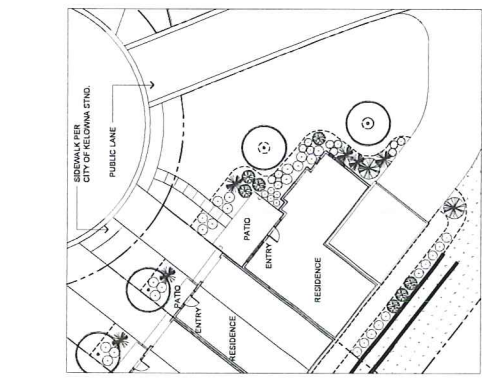 SIDEWALK PER
CITY OF KELOWNA STND.
PUBLIC LANE
PATIO
ENTRY
RESIDENCE
PATIO
ENTRY
RESIDENCE